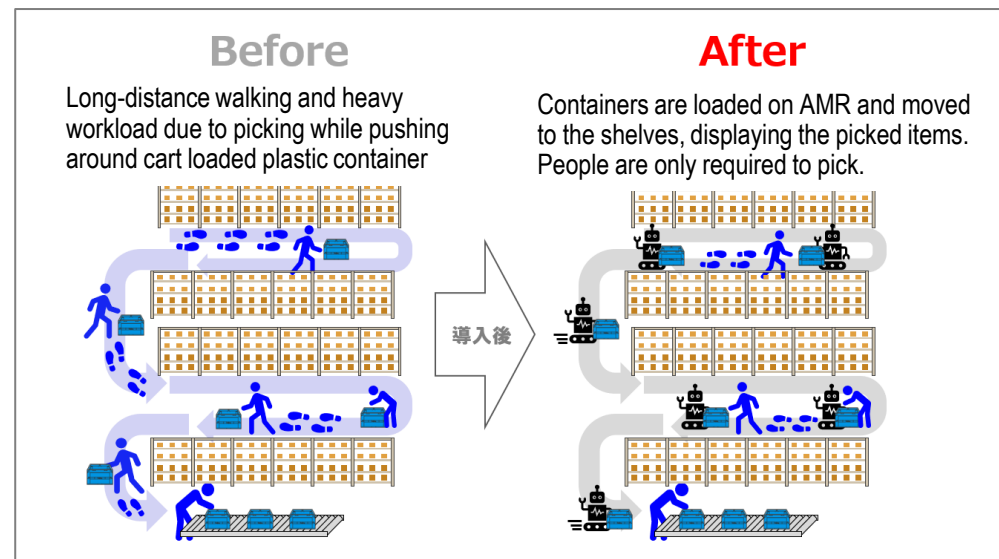 Before
Long-distance walking and heavy
workload due to picking while pushing
around cart loaded plastic container
After
Containers are loaded on AMR and moved
to the shelves, displaying the picked items.
People are only required to pick.
導入後